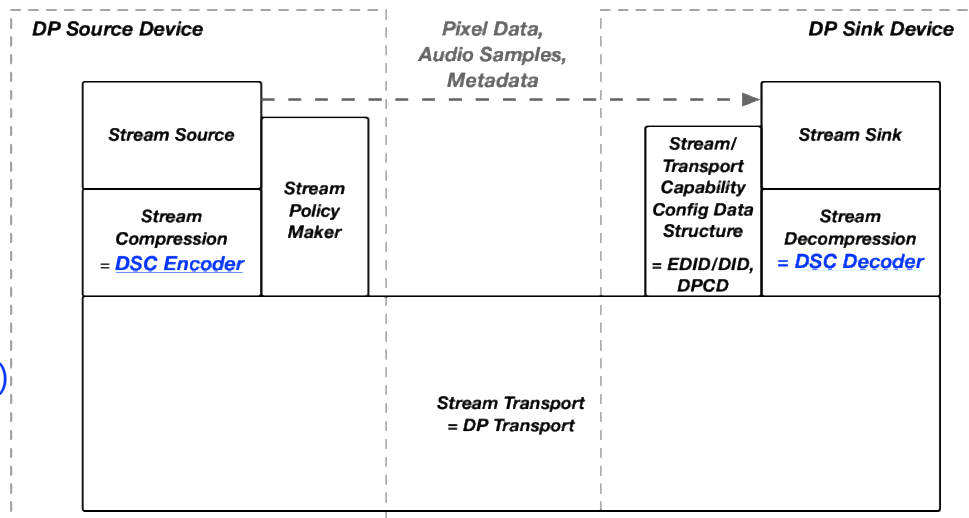 DP Source Device
Pixel Data,
Audio Samples,
Metadata
DP Sink Device
Stream Source
Stream
Compression
= DSC Encoder
Stream
Policy
Maker
Stream/
Transport
Capability
Config Data
Structure
= EDID/DID,
DPCD
Stream Sink
Stream
Decompression
= DSC Decoder
Stream Transport
= DP Transport